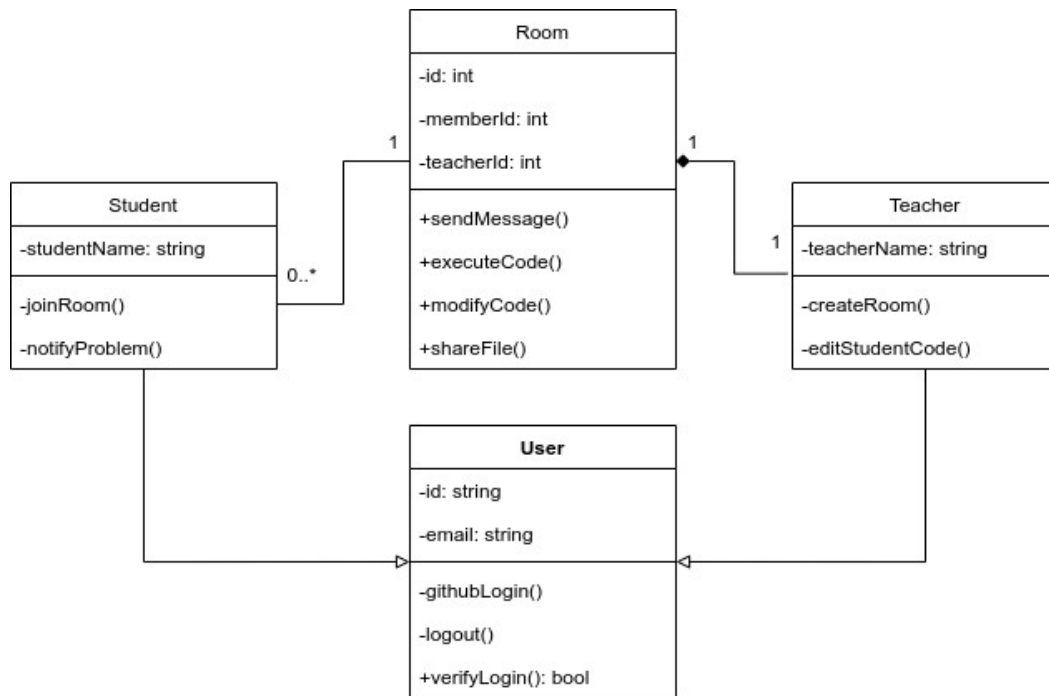 Room
-id: int
-memberId: int
-teacherId: int
+sendMessage()
+executeCode()
+modifyCode()
+shareFile()
1
0..*
1
1
Student
-studentName: string
-joinRoom()
-notifyProblem()
Teacher
-teacherName: string
-createRoom()
-editStudentCode()
User
-id: string
-email: string
-githubLogin()
-logout()
+verifyLogin(): bool